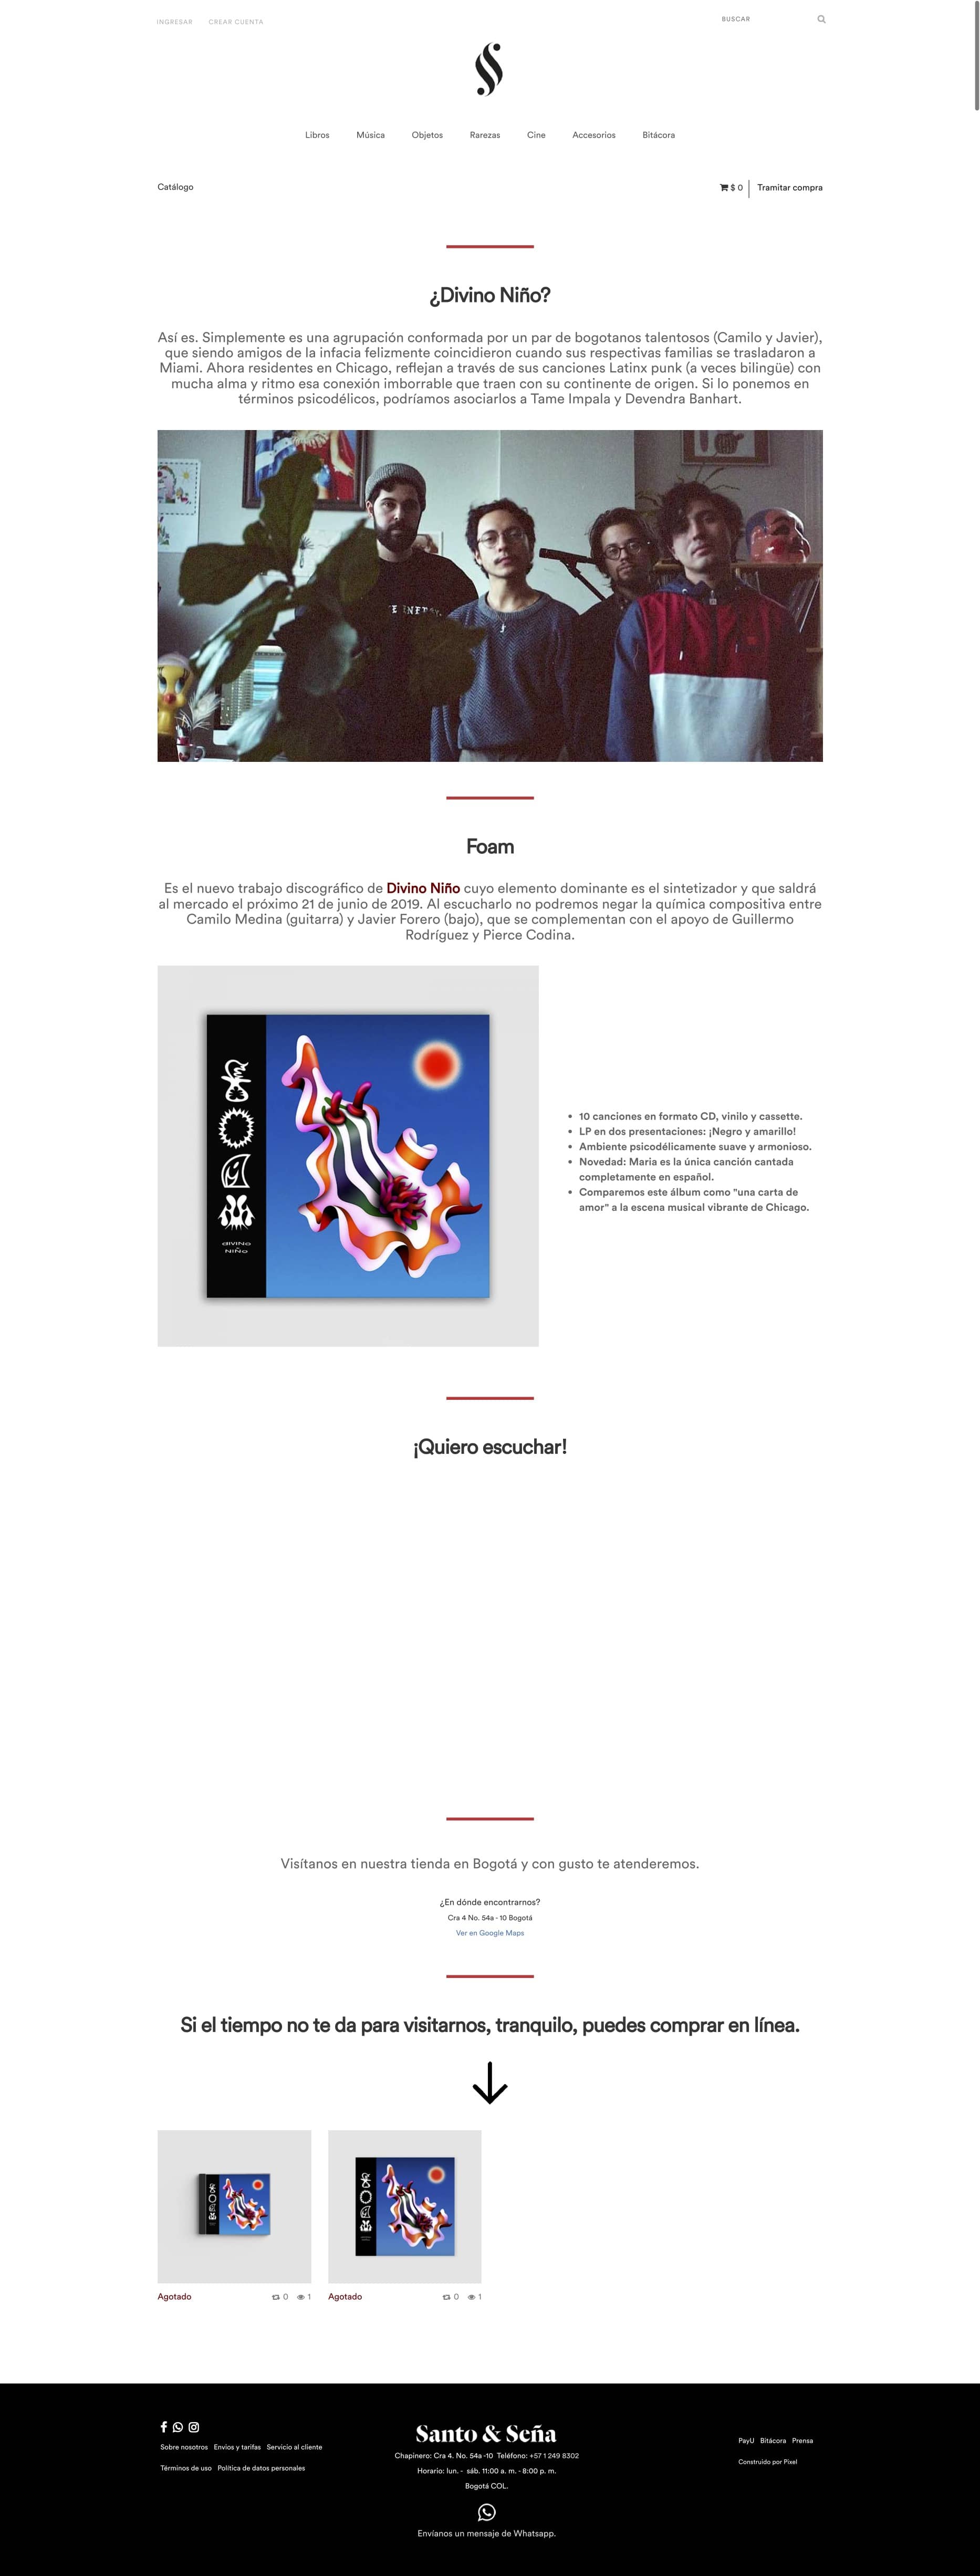 INGRESAR CREAR CUENTA
BUSCAR
Libros Música Objetos Rarezas Cine Accesorios Bitácora
Catálogo
$ 0 Tramitar compra
¿Divino Niño?
Así es. Simplemente es una agrupación conformada por un par de bogotanos talentosos (Camilo y Javier),
que siendo amigos de la infacia felizmente coincidieron cuando sus respectivas familias se trasladaron a
Miami. Ahora residentes en Chicago, reflejan a través de sus canciones Latinx punk (a veces bilingüe) con
mucha alma y ritmo esa conexión imborrable que traen con su continente de origen. Si lo ponemos en
términos psicodélicos, podríamos asociarlos a Tame Impala y Devendra Banhart.
Foam
Es el nuevo trabajo discográfico de Divino Niño cuyo elemento dominante es el sintetizador y que saldrá
al mercado el próximo 21 de junio de 2019. Al escucharlo no podremos negar la química compositiva entre
Camilo Medina (guitarra) y Javier Forero (bajo), que se complementan con el apoyo de Guillermo
Rodríguez y Pierce Codina.
diviNo
NiÑo
• 10 canciones en formato CD, vinilo y cassette.
• LP en dos presentaciones: ¡Negro y amarillo!
• Ambiente psicodélicamente suave y armonioso.
• Novedad: Maria es la única canción cantada
completamente en español.
• Comparemos este álbum como "una carta de
amor" a la escena musical vibrante de Chicago.
¡Quiero escuchar!
Visítanos en nuestra tienda en Bogotá y con gusto te atenderemos.
¿En dónde encontrarnos?
Cra 4 No. 54a - 10 Bogotá
Ver en Google Maps
Si el tiempo no te da para visitarnos, tranquilo, puedes comprar en línea.
Agotado 0 1
Agotado 0 1
Sobre nosotros Envíos y tarifas Servicio al cliente
Términos de uso Política de datos personales
Santo & Seña
Chapinero: Cra 4. No. 54a -10 Teléfono: +57 1 249 8302
Horario: lun. - sáb. 11:00 a. m. - 8:00 p. m.
Bogotá COL.
Envíanos un mensaje de Whatsapp.
PayU Bitácora Prensa
Construido por Pixel